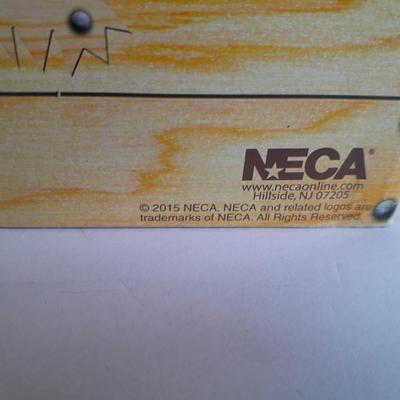 NECA®
www.necaonline.com
Hillside, NJ 07205
© 2015 NECA. NECA and related logos are
trademarks of NECA. All Rights Reserved.